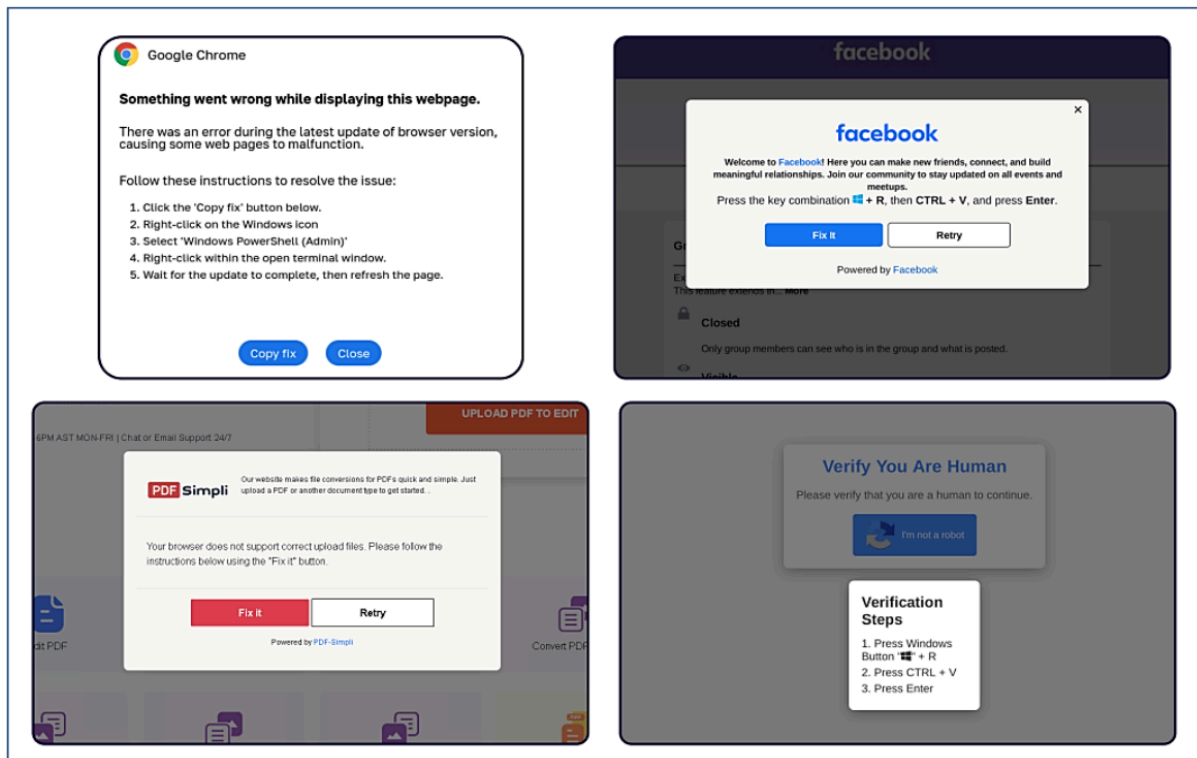 Google Chrome
Something went wrong while displaying this webpage.
There was an error during the latest update of browser version,
causing some web pages to malfunction.
Follow these instructions to resolve the issue:
1. Click the 'Copy fix' button below.
2. Right-click on the Windows icon
3. Select 'Windows PowerShell (Admin)'
4. Right-click within the open terminal window.
5. Wait for the update to complete, then refresh the page.
Copy fix
Close
facebook
×
facebook
Welcome to Facebook! Here you can make new friends, connect, and build
meaningful relationships. Join our community to stay updated on all events and
meetups.
Press the key combination + R, then CTRL + V, and press Enter.
Fix It
Retry
Powered by Facebook
This feature extends in... More
Closed
Only group members can see who is in the group and what is posted.
Visible
UPLOAD PDF TO EDIT
6PM AST MON-FRI | Chat or Email Support 24/7
PDF Simpli
Our website makes file conversions for PDFs quick and simple. Just
upload a PDF or another document type to get started. .
Your browser does not support correct upload files. Please follow the
instructions below using the "Fix it" button.
Fix it
Retry
Powered by PDF-Simpli
dit PDF
Convert PDF
Verify You Are Human
Please verify that you are a human to continue.
I'm not a robot
Verification
Steps
1. Press Windows
Button "" + R
2. Press CTRL + V
3. Press Enter